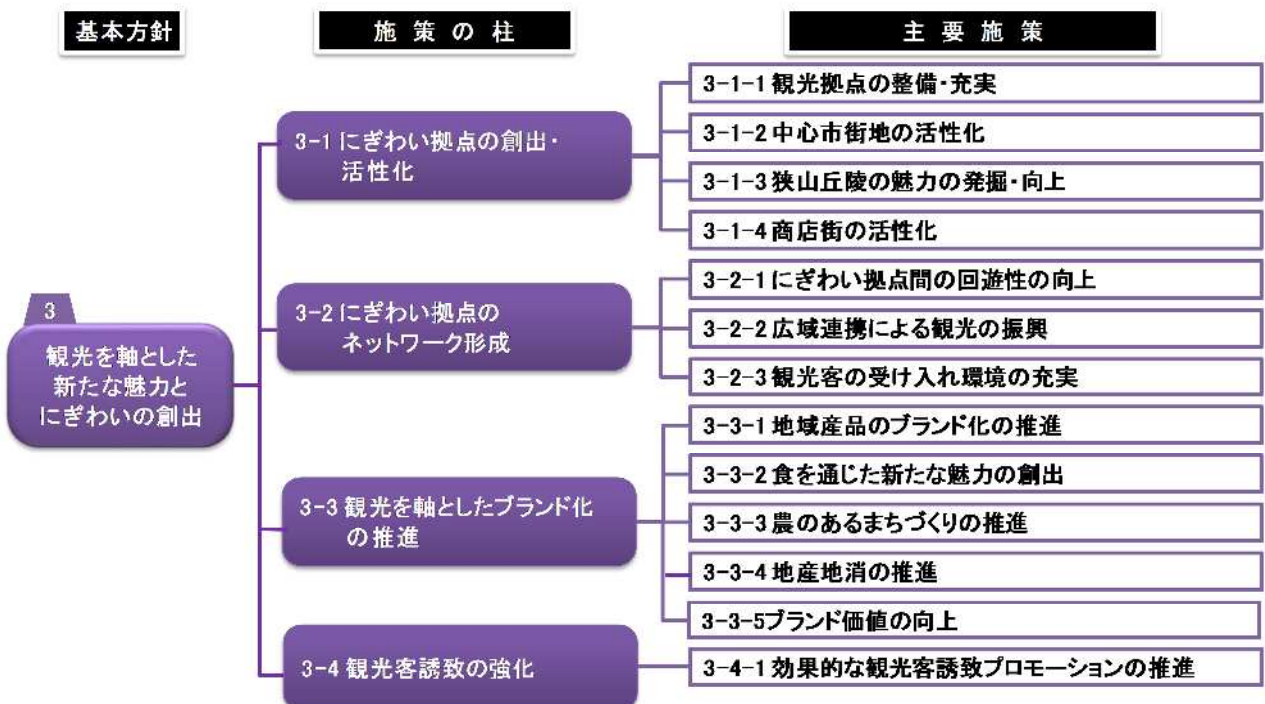 基本方針
施策の柱
主要施策
3
観光を軸とした
新たな魅力と
にぎわいの創出
3-1 にぎわい拠点の創出・
活性化
3-1-1 観光拠点の整備・充実
3-1-2 中心市街地の活性化
3-1-3 狭山丘陵の魅力の発掘・向上
3-1-4 商店街の活性化
3-2 にぎわい拠点の
ネットワーク形成
3-2-1 にぎわい拠点間の回遊性の向上
3-2-2 広域連携による観光の振興
3-2-3 観光客の受け入れ環境の充実
3-3 観光を軸としたブランド化
の推進
3-3-1 地域産品のブランド化の推進
3-3-2 食を通じた新たな魅力の創出
3-3-3 農のあるまちづくりの推進
3-3-4 地産地消の推進
3-3-5ブランド価値の向上
3-4 観光客誘致の強化
3-4-1 効果的な観光客誘致プロモーションの推進